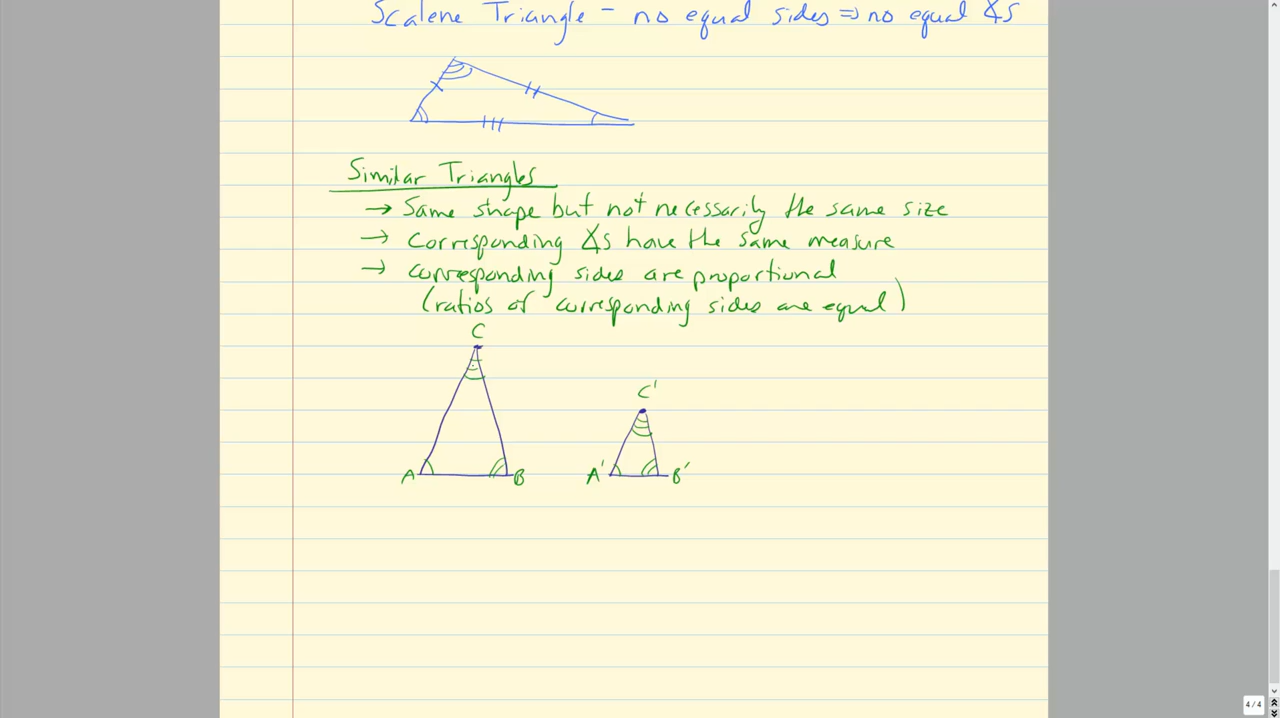 Scalene Triangle - no equal sides ⇒ no equal ∡s
Similar Triangles
→ Same shape but not necessarily the same size
→ Corresponding ∡s have the same measure
→ corresponding sides are proportional
(ratios of corresponding sides are equal)
C
C'
A
B
A'
B'
4/4